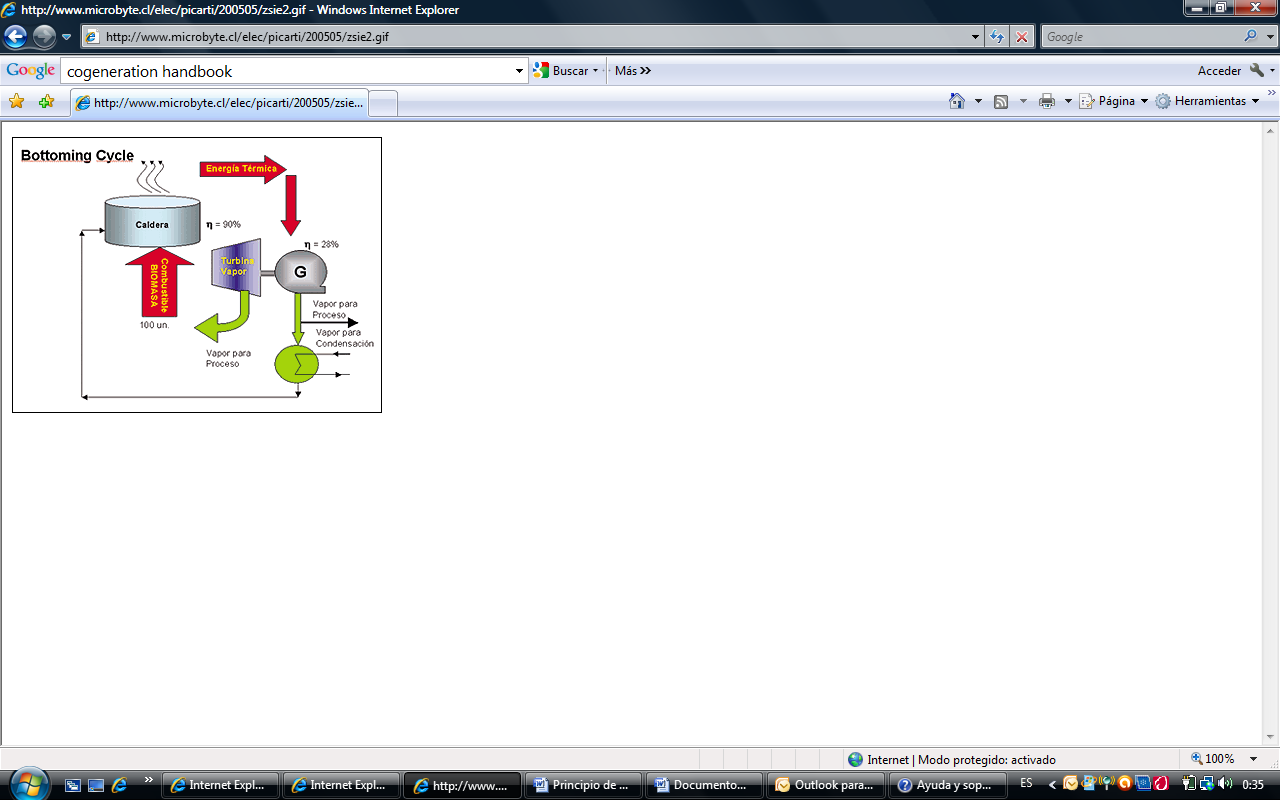 http://www.microbyte.cl/elec/picarti/200505/zsie2.gif - Windows Internet Explorer
http://www.microbyte.cl/elec/picarti/200505/zsie2.gif
Google
Google
cogeneration handbook
Buscar
Más
Acceder
http://www.microbyte.cl/elec/picarti/200505/zsie...
Página
Herramientas
Bottoming Cycle
Energía Térmica
Caldera
η = 90%
η = 28%
Turbina
Vapor
G
Combustible
BIOMASA
Vapor para
Proceso
100 un.
Vapor para
Condensación
Vapor para
Proceso
Internet | Modo protegido: activado
100%
Internet Expl...
Internet Expl...
http://www....
Principio de ...
Documento...
Outlook para...
Ayuda y sop...
ES
0:35